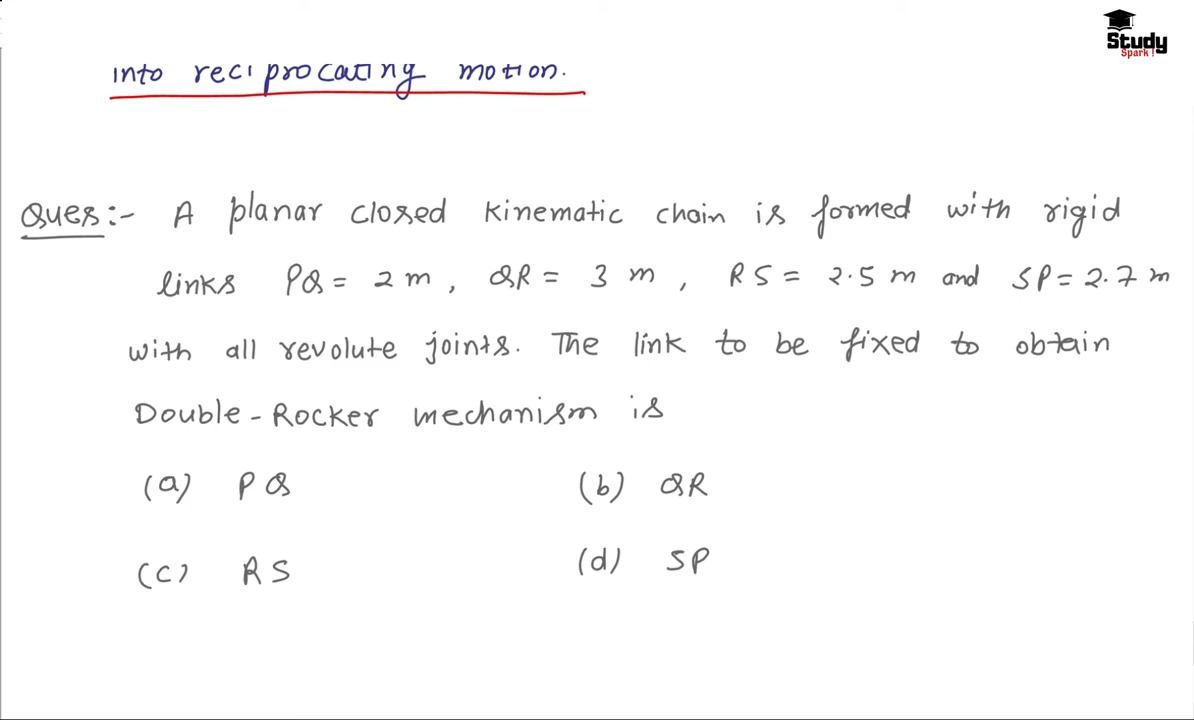 Study
Spark !
into reciprocating motion.
Ques :- A planar closed kinematic chain is formed with rigid
links PQ = 2 m , QR = 3 m , RS = 2.5 m and SP = 2.7 m
with all revolute joints. The link to be fixed to obtain
Double - Rocker mechanism is
(a) PQ (b) QR
(c) RS (d) SP